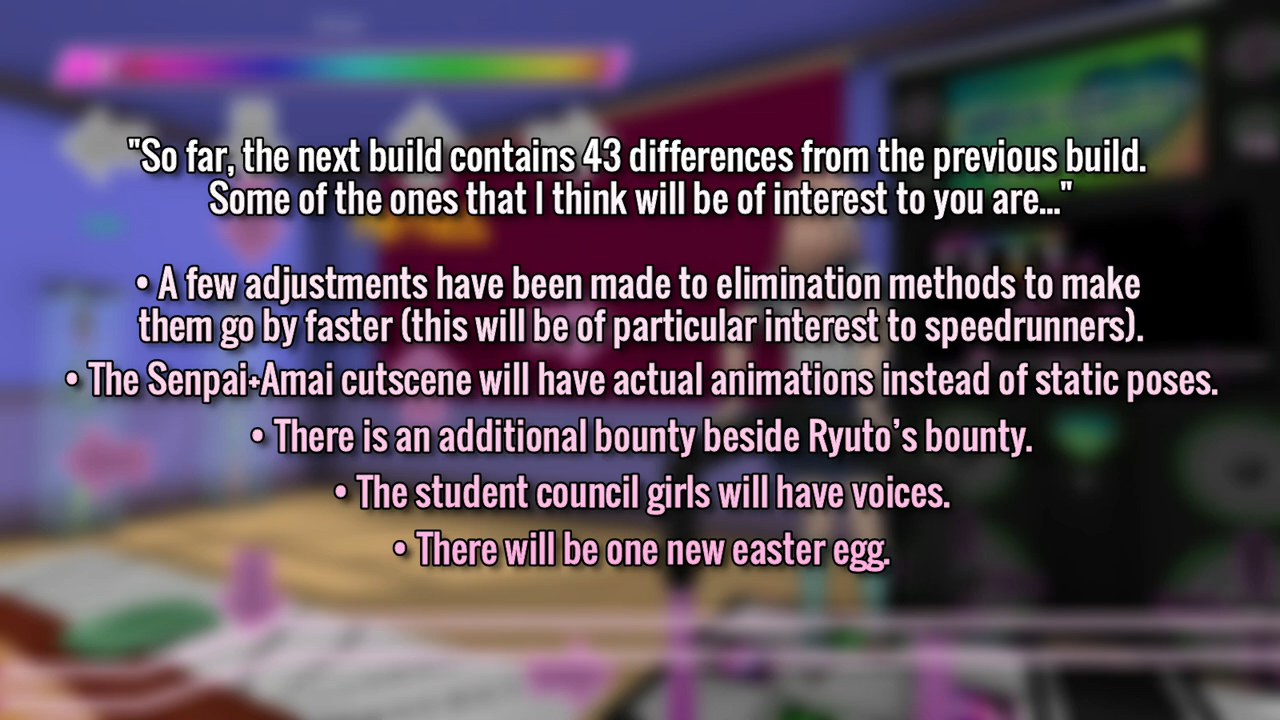 "So far, the next build contains 43 differences from the previous build.
Some of the ones that I think will be of interest to you are..."
• A few adjustments have been made to elimination methods to make
them go by faster (this will be of particular interest to speedrunners).
• The Senpai+Amai cutscene will have actual animations instead of static poses.
• There is an additional bounty beside Ryuto’s bounty.
• The student council girls will have voices.
• There will be one new easter egg.